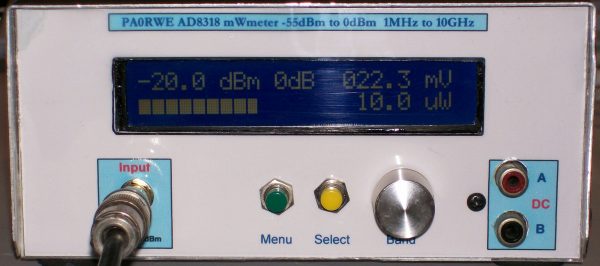 PA0RWE AD8318 mWmeter -55dBm to 0dBm 1MHz to 10GHz
-20.0 dBm 0dB 022.3 mV
10.0 uW
Input
dBm
Menu
Select
Band
A
DC
B